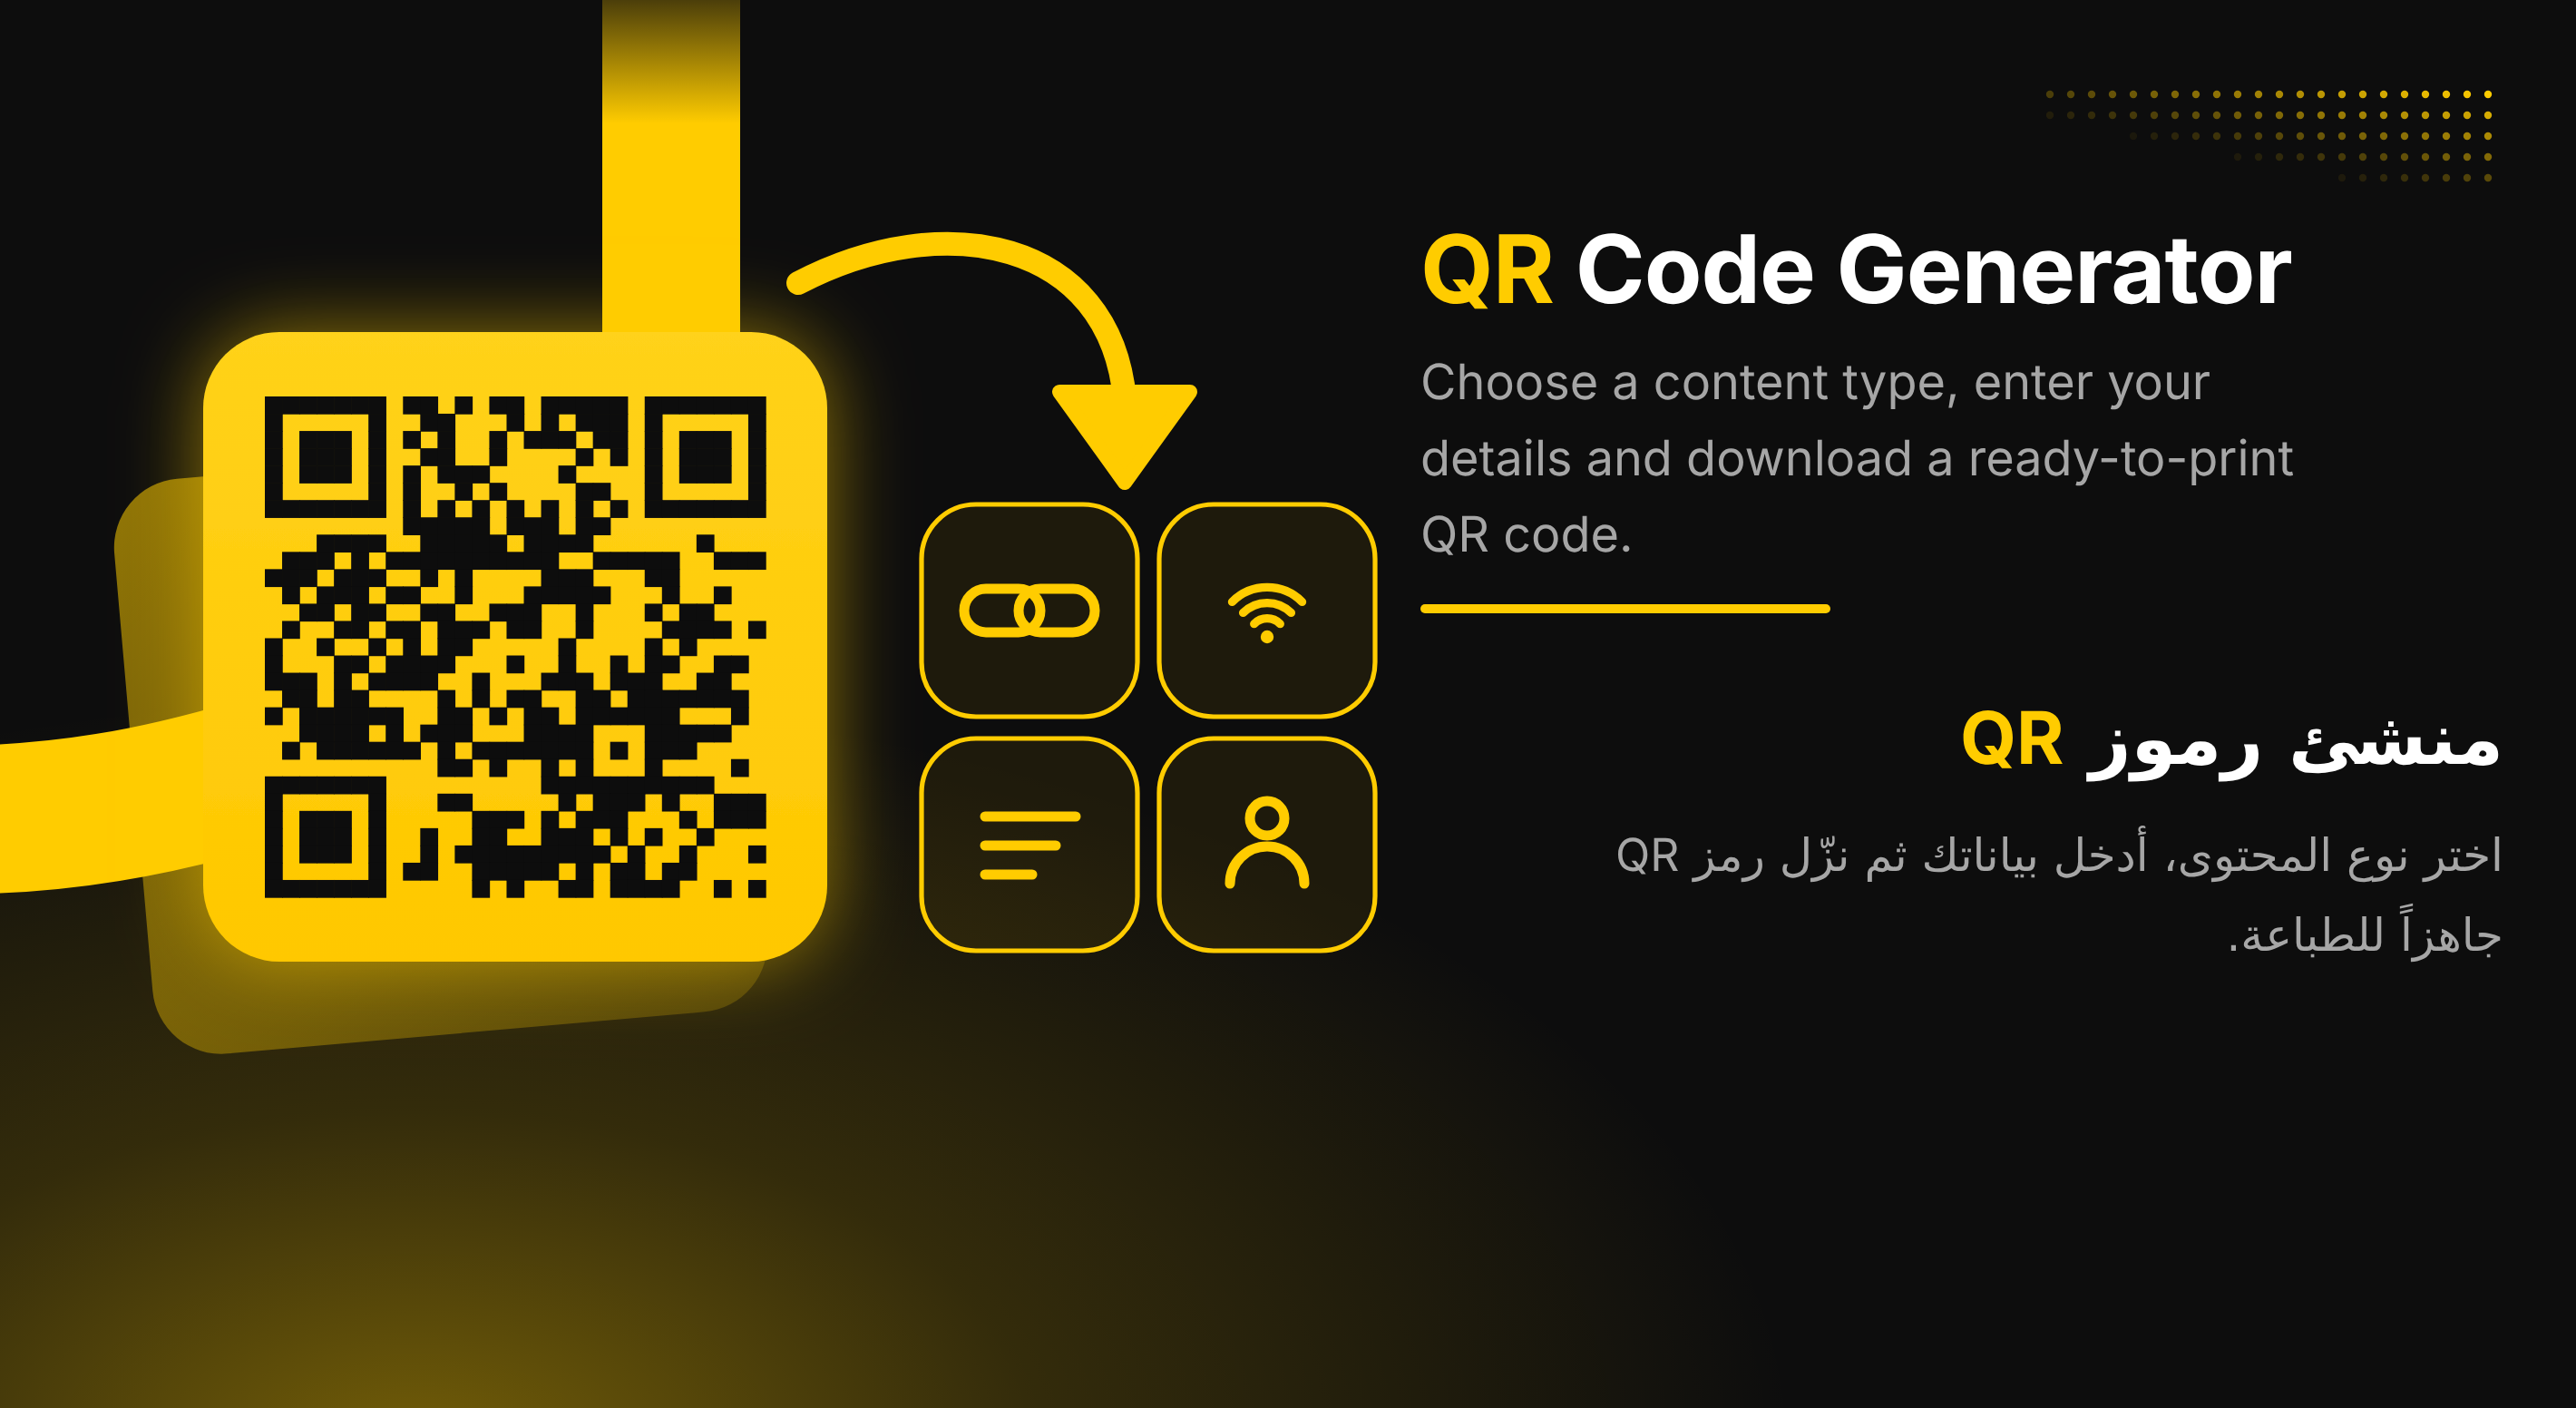 QR Code Generator
Choose a content type, enter your
details and download a ready-to-print
QR code.
منشئ رموز QR
اختر نوع المحتوى، أدخل بياناتك ثم نزّل رمز QR
جاهزاً للطباعة.